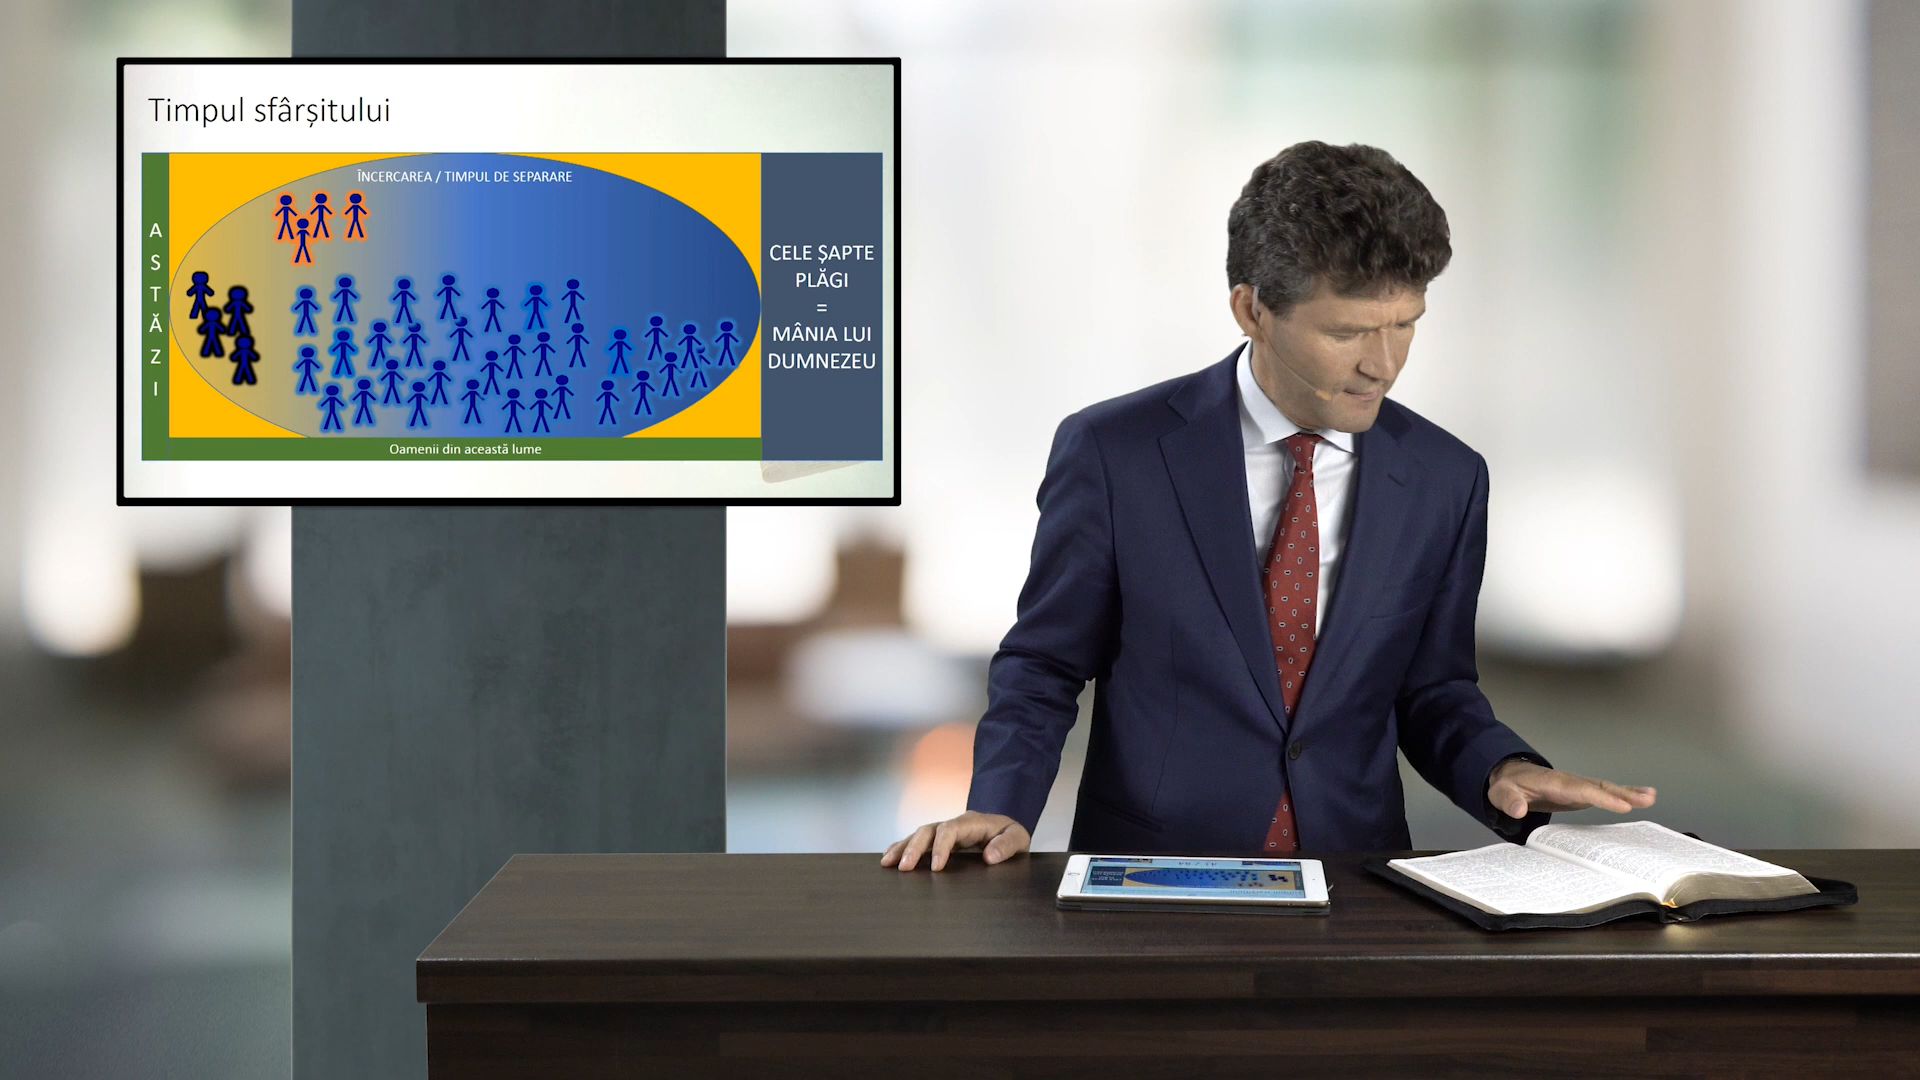 Timpul sfârșitului
ÎNCERCAREA / TIMPUL DE SEPARARE
A
S
T
Ă
Z
I
CELE ȘAPTE
PLĂGI
=
MÂNIA LUI
DUMNEZEU
Oamenii din această lume